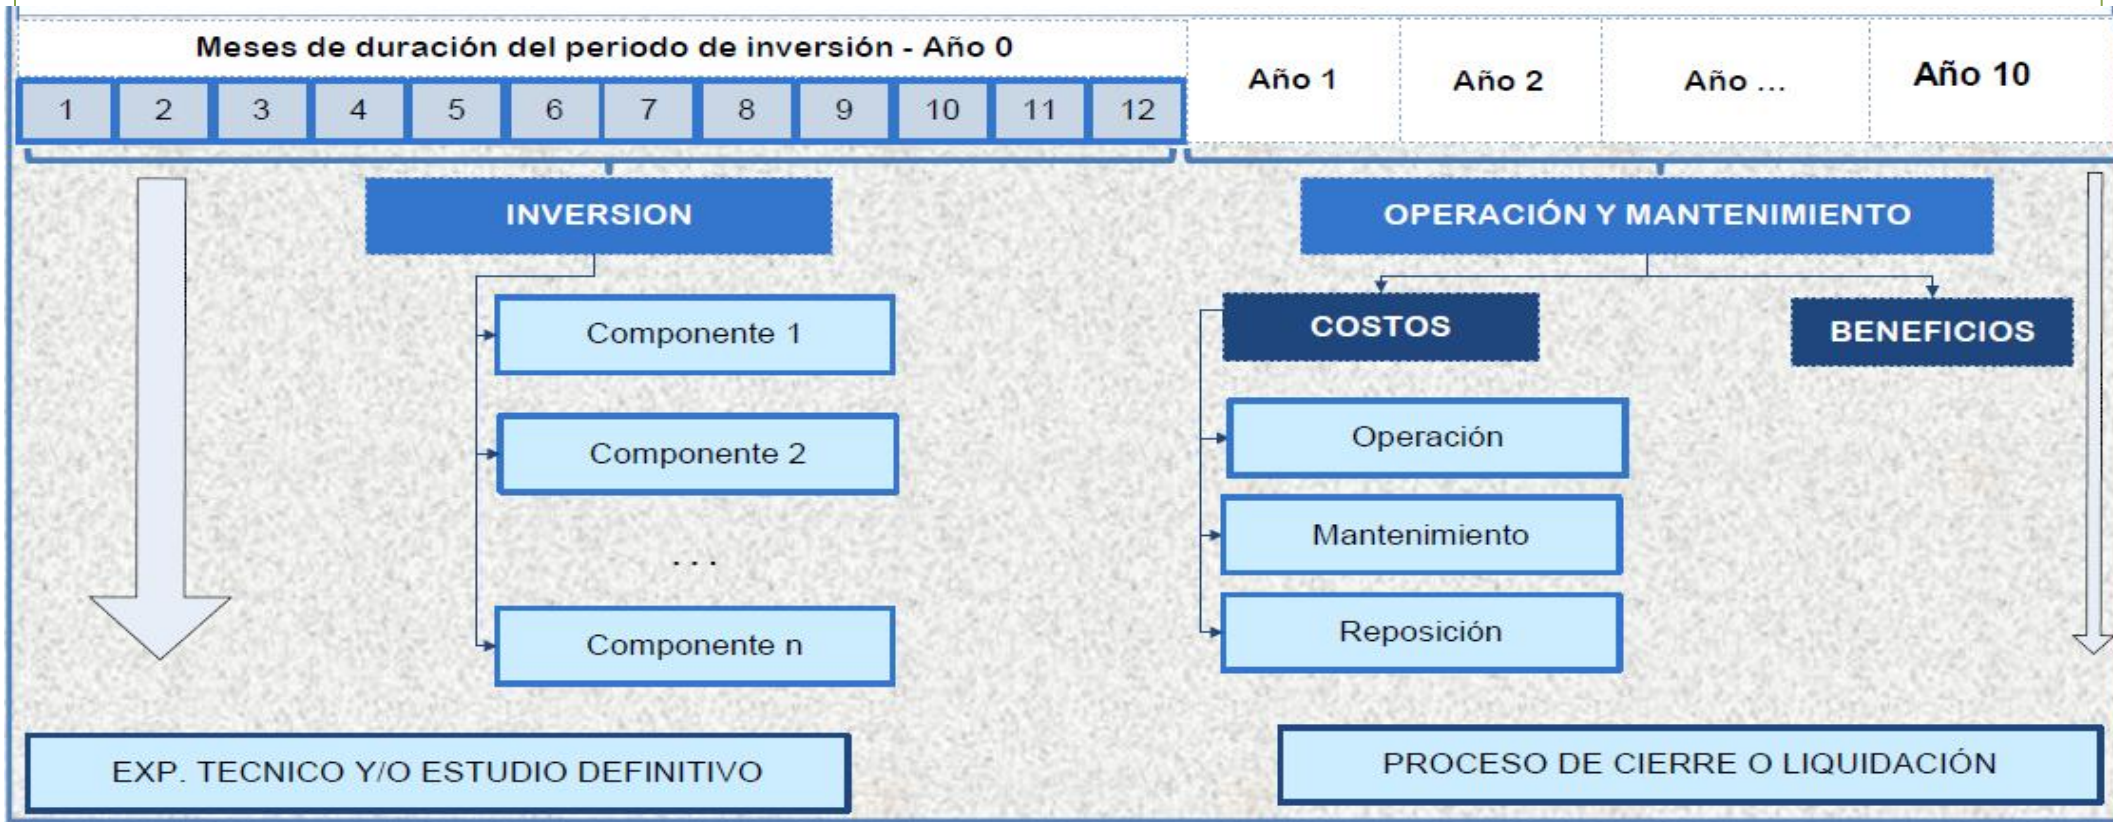 Meses de duración del periodo de inversión - Año 0
1 2 3 4 5 6 7 8 9 10 11 12
Año 1
Año 2
Año ...
Año 10
INVERSION
Componente 1
Componente 2
...
Componente n
OPERACIÓN Y MANTENIMIENTO
COSTOS
BENEFICIOS
Operación
Mantenimiento
Reposición
EXP. TECNICO Y/O ESTUDIO DEFINITIVO
PROCESO DE CIERRE O LIQUIDACIÓN